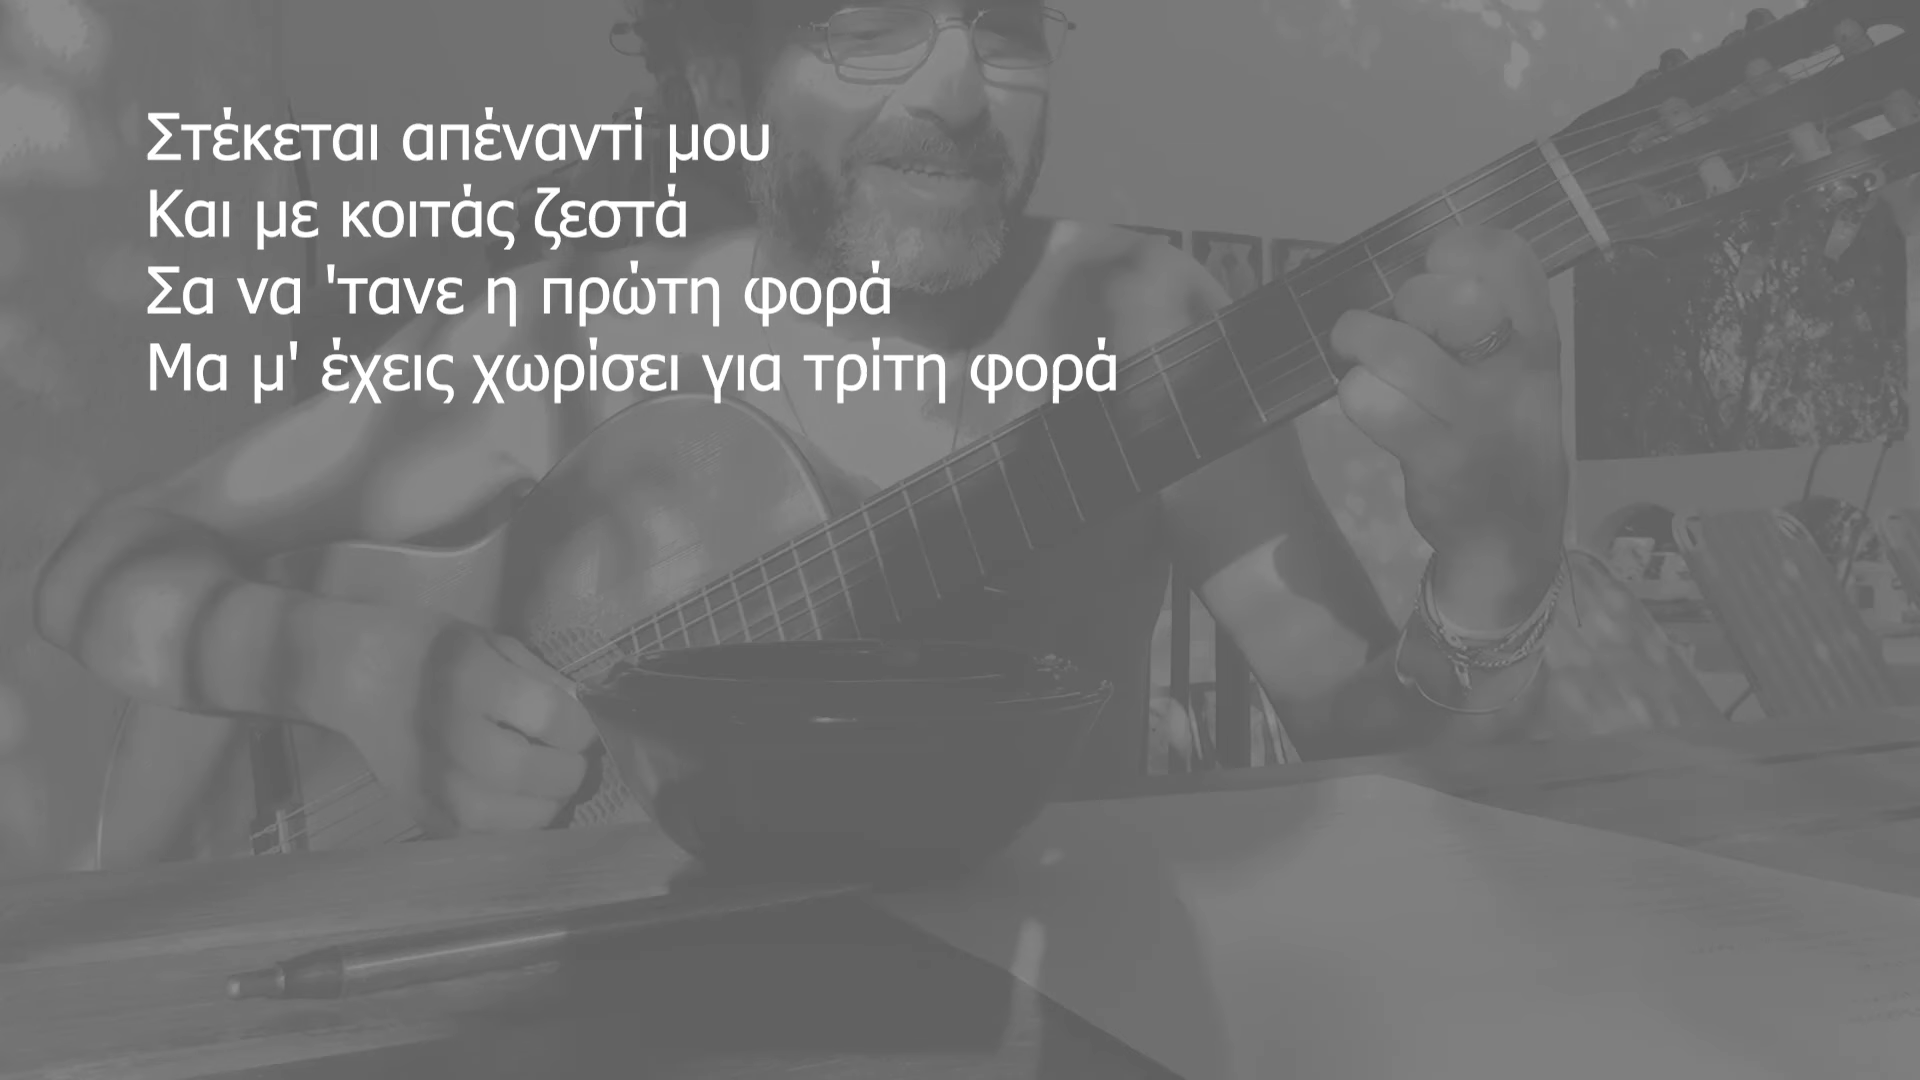 Στέκεται απέναντί μου
Και με κοιτάς ζεστά
Σα να 'τανε η πρώτη φορά
Μα μ' έχεις χωρίσει για τρίτη φορά